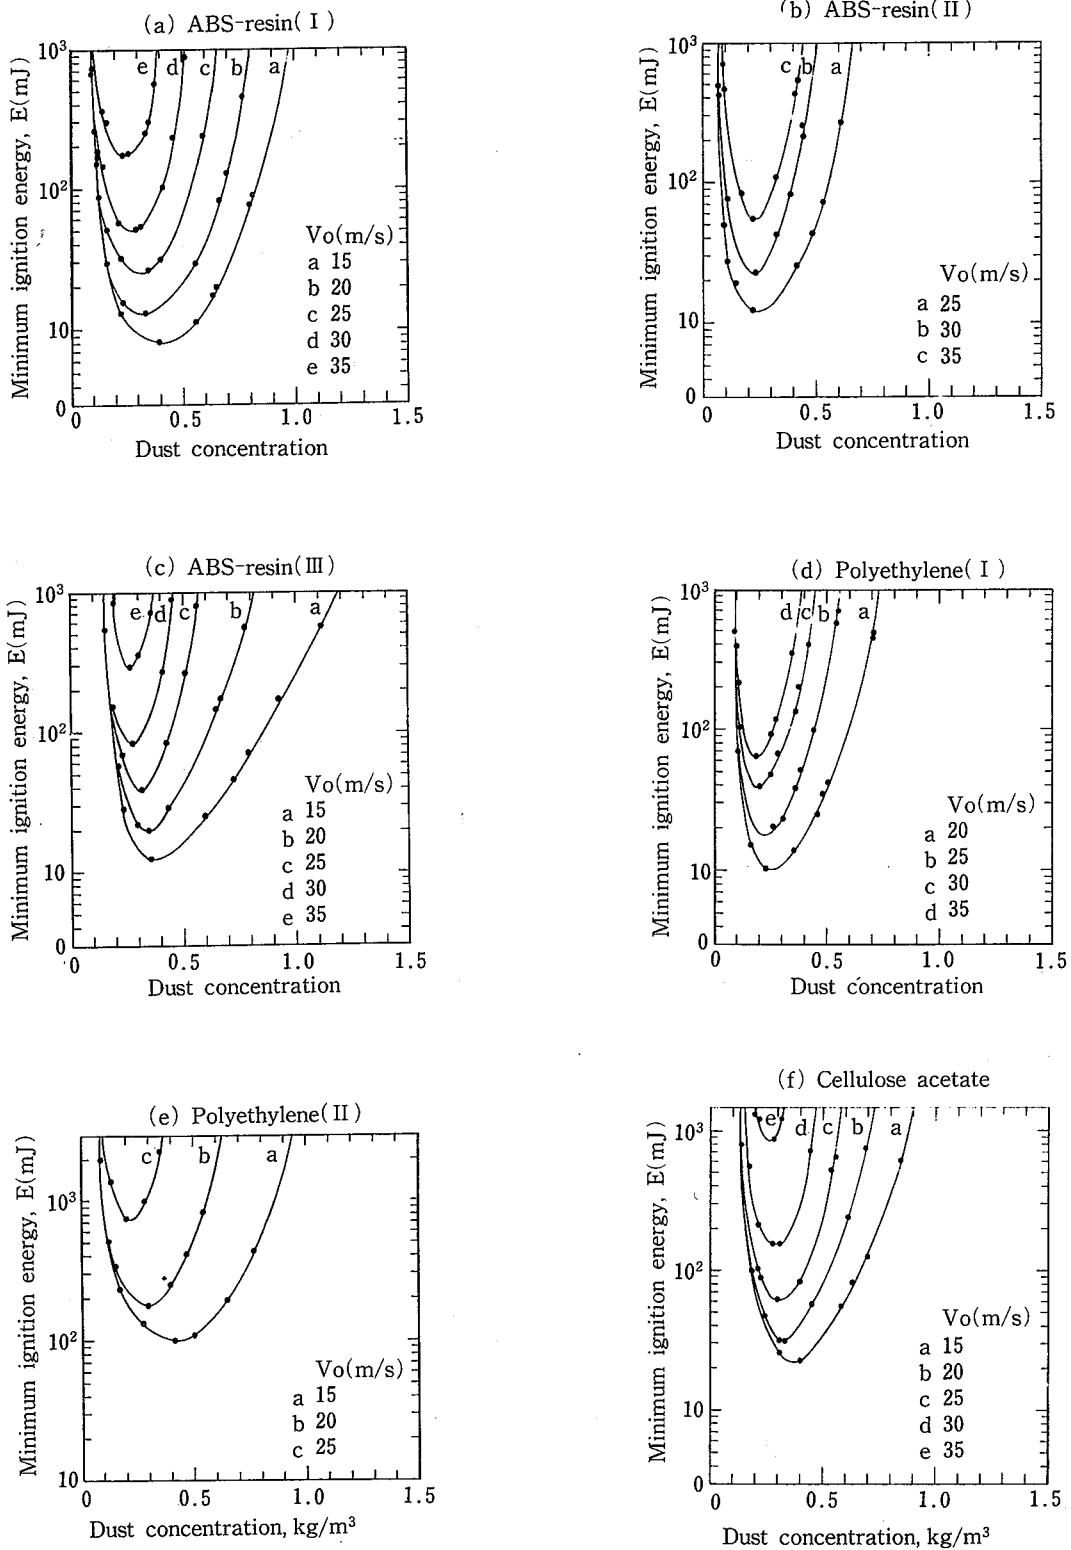 (a) ABS-resin(Ⅰ)
Minimum ignition energy, E(mJ)
10³
10²
10
0
e d c b a
Vo(m/s)
a 15
b 20
c 25
d 30
e 35
0 0.5 1.0 1.5
Dust concentration
(b) ABS-resin(Ⅱ)
Minimum ignition energy, E(mJ)
10³
10²
10
0
c b a
Vo(m/s)
a 25
b 30
c 35
0 0.5 1.0 1.5
Dust concentration
(c) ABS-resin(Ⅲ)
Minimum ignition energy, E(mJ)
10³
10²
10
0
e d c b a
Vo(m/s)
a 15
b 20
c 25
d 30
e 35
0 0.5 1.0 1.5
Dust concentration
(d) Polyethylene(Ⅰ)
Minimum ignition energy, E(mJ)
10³
10²
10
0
d c b a
Vo(m/s)
a 20
b 25
c 30
d 35
0 0.5 1.0 1.5
Dust concentration
(e) Polyethylene(Ⅱ)
Minimum ignition energy, E(mJ)
10³
10²
10
c b a
Vo(m/s)
a 15
b 20
c 25
0 0.5 1.0 1.5
Dust concentration, kg/m³
(f) Cellulose acetate
Minimum ignition energy, E(mJ)
10³
10²
10
0
e d c b a
Vo(m/s)
a 15
b 20
c 25
d 30
e 35
0 0.5 1.0 1.5
Dust concentration, kg/m³